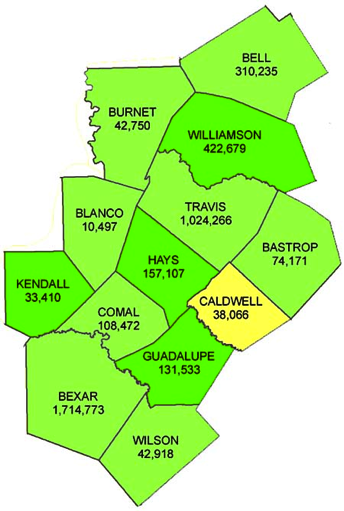 BELL
310,235
BURNET
42,750
WILLIAMSON
422,679
TRAVIS
1,024,266
BLANCO
10,497
BASTROP
74,171
HAYS
157,107
KENDALL
33,410
CALDWELL
38,066
COMAL
108,472
GUADALUPE
131,533
BEXAR
1,714,773
WILSON
42,918